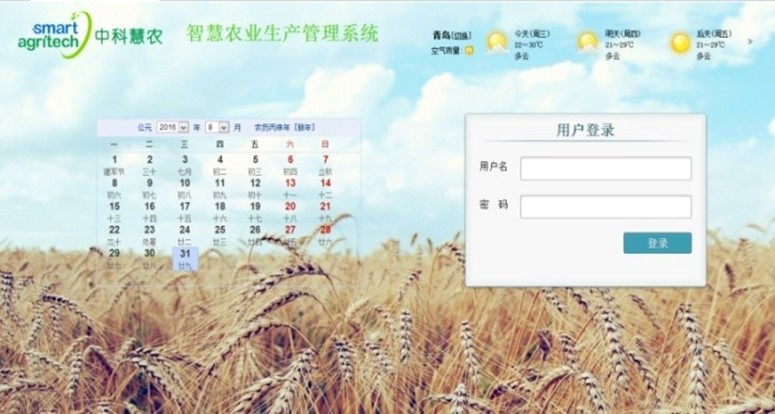 smart
agritech 中科慧农
智慧农业生产管理系统
青岛[切换]
空气质量
今天(周三)
22~30℃
多云
明天(周四)
21~29℃
多云
后天(周五)
21~29℃
多云
公元 2016 年 8 月 农历丙申年 [猴年]
一 二 三 四 五 六 日
1 2 3 4 5 6 7
建军节 三十 七月 初二 初三 初四 立秋
8 9 10 11 12 13 14
初六 初七 初八 初九 初十 十一 十二
15 16 17 18 19 20 21
十三 十四 十五 十六 十七 十八 十九
22 23 24 25 26 27 28
二十 处暑 廿二 廿三 廿四 廿五 廿六
29 30 31
廿七 廿八 廿九
用户登录
用户名
密 码
登录